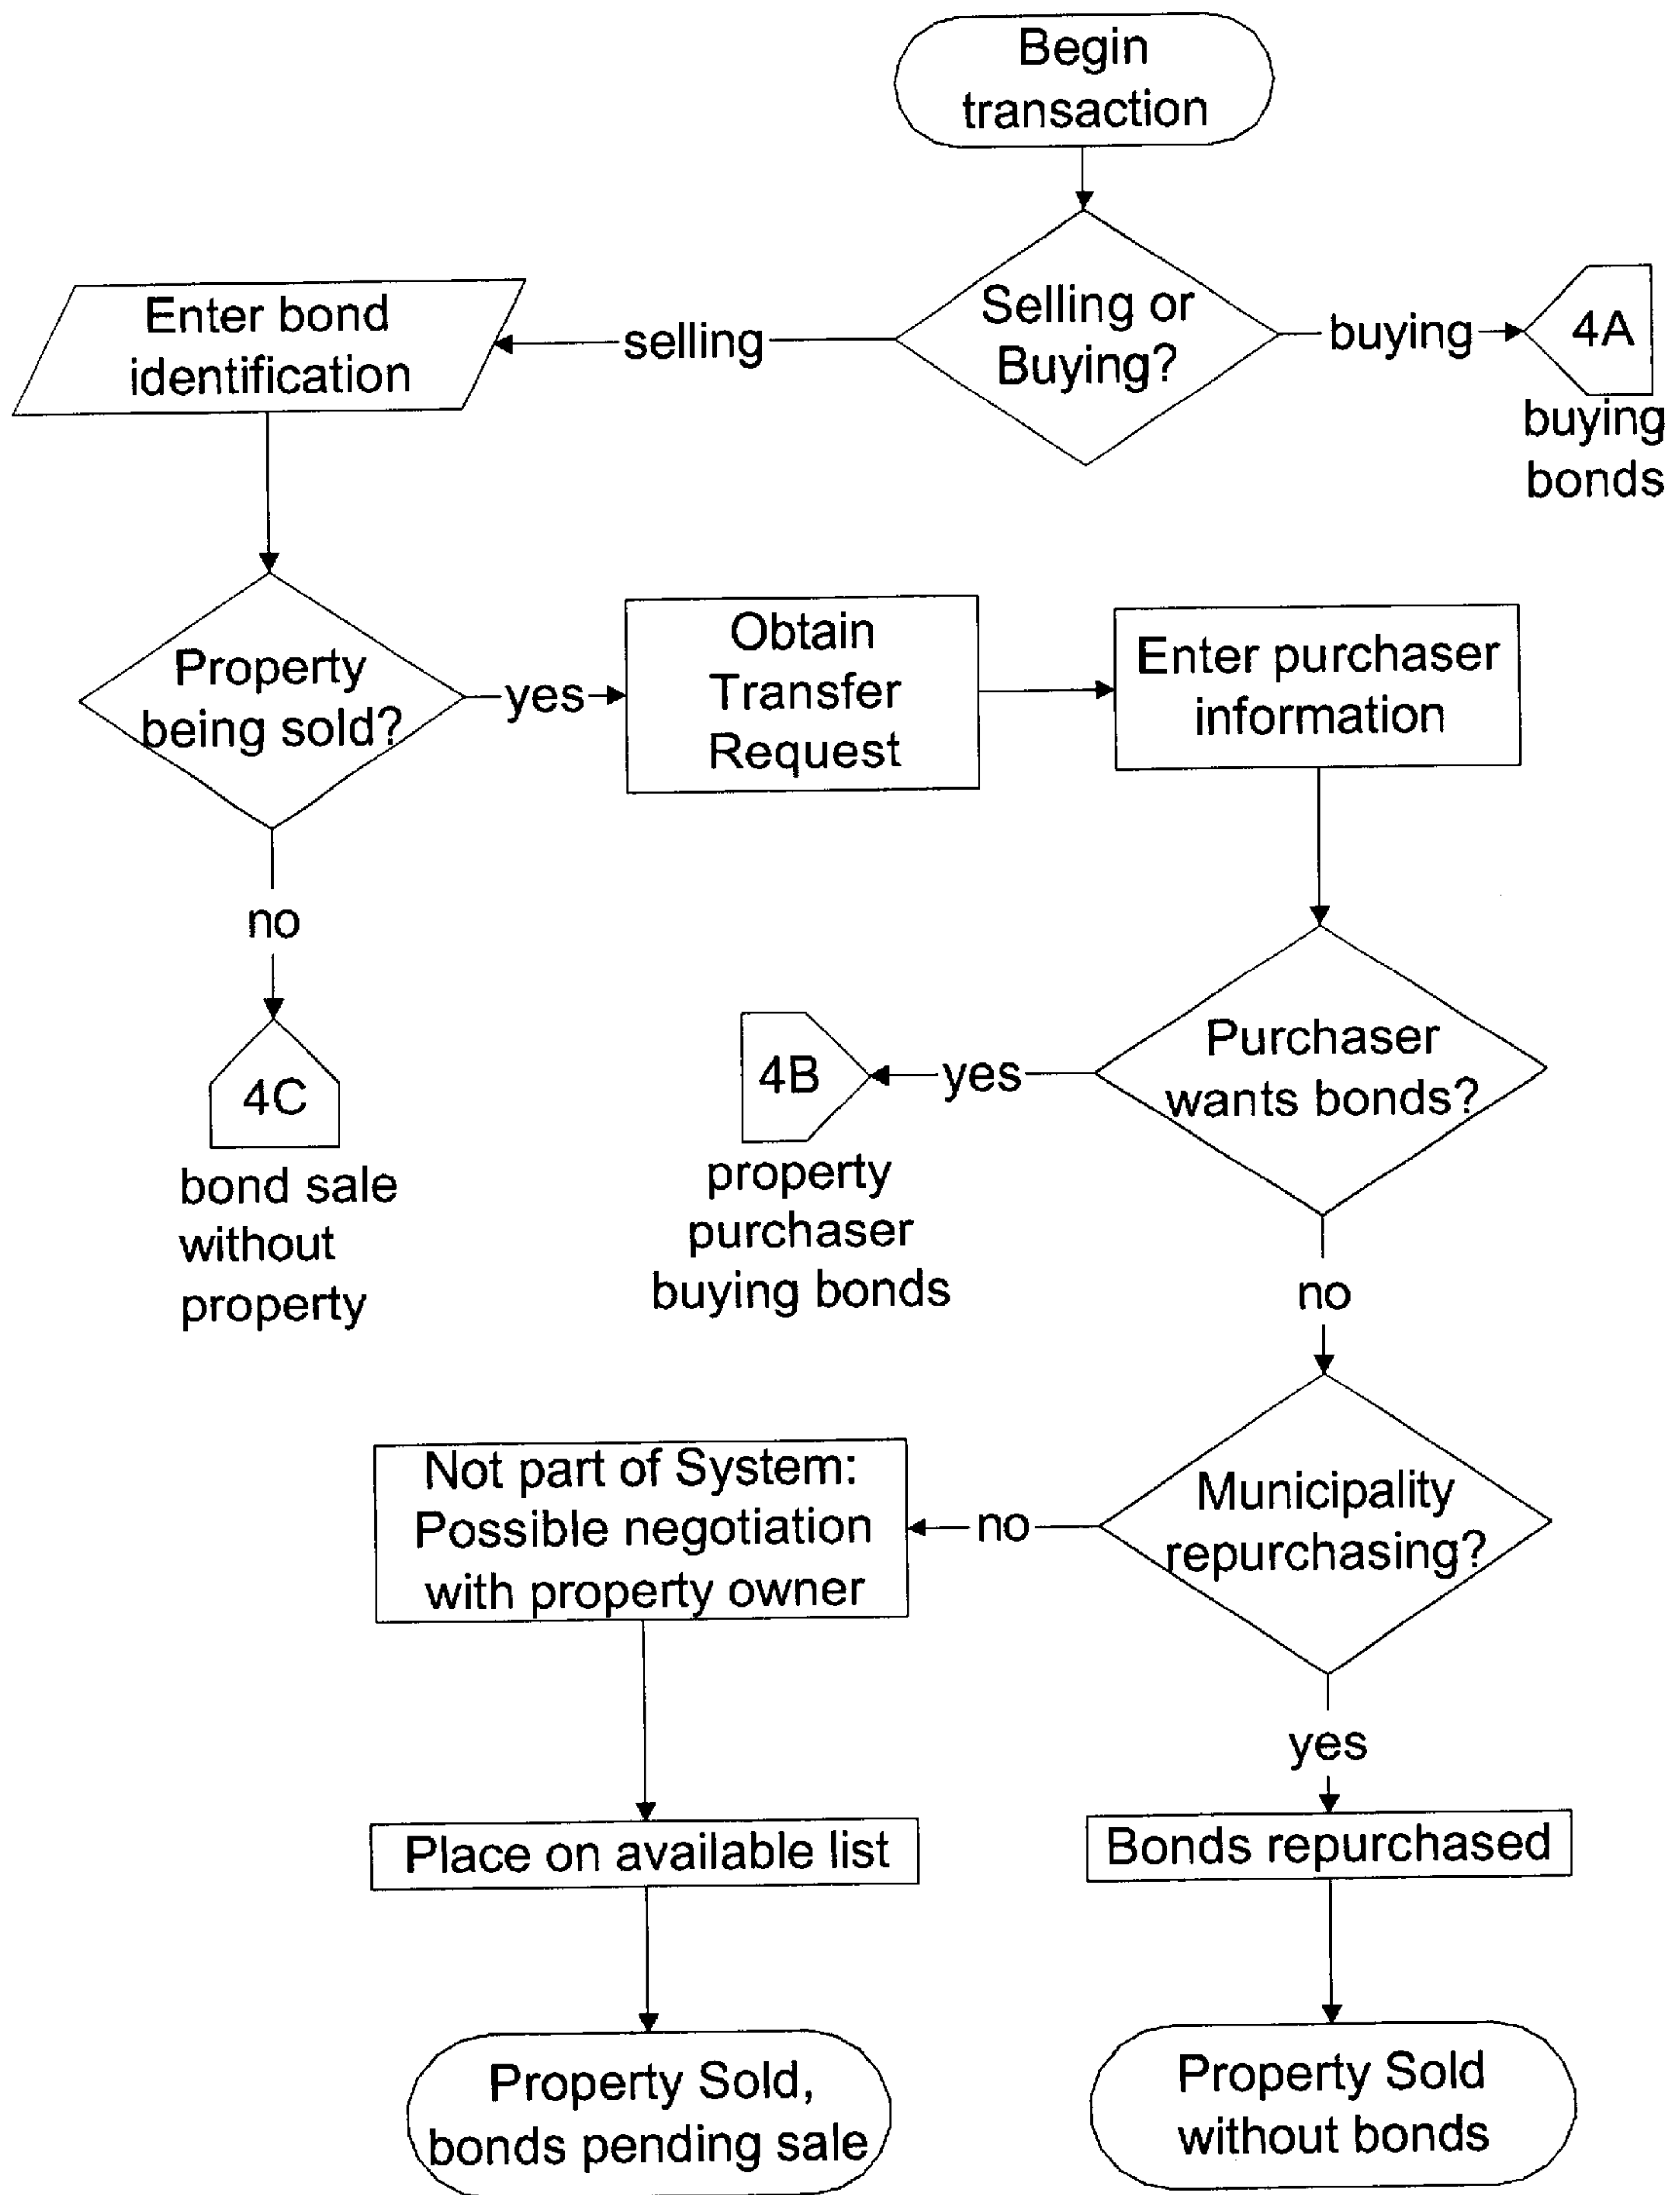 Begin
transaction
Selling or
Buying?
selling
buying
4A
buying
bonds
Enter bond
identification
Property
being sold?
yes
Obtain
Transfer
Request
Enter purchaser
information
no
4C
bond sale
without
property
Purchaser
wants bonds?
yes
4B
property
purchaser
buying bonds
no
Municipality
repurchasing?
no
Not part of System:
Possible negotiation
with property owner
yes
Place on available list
Bonds repurchased
Property Sold,
bonds pending sale
Property Sold
without bonds